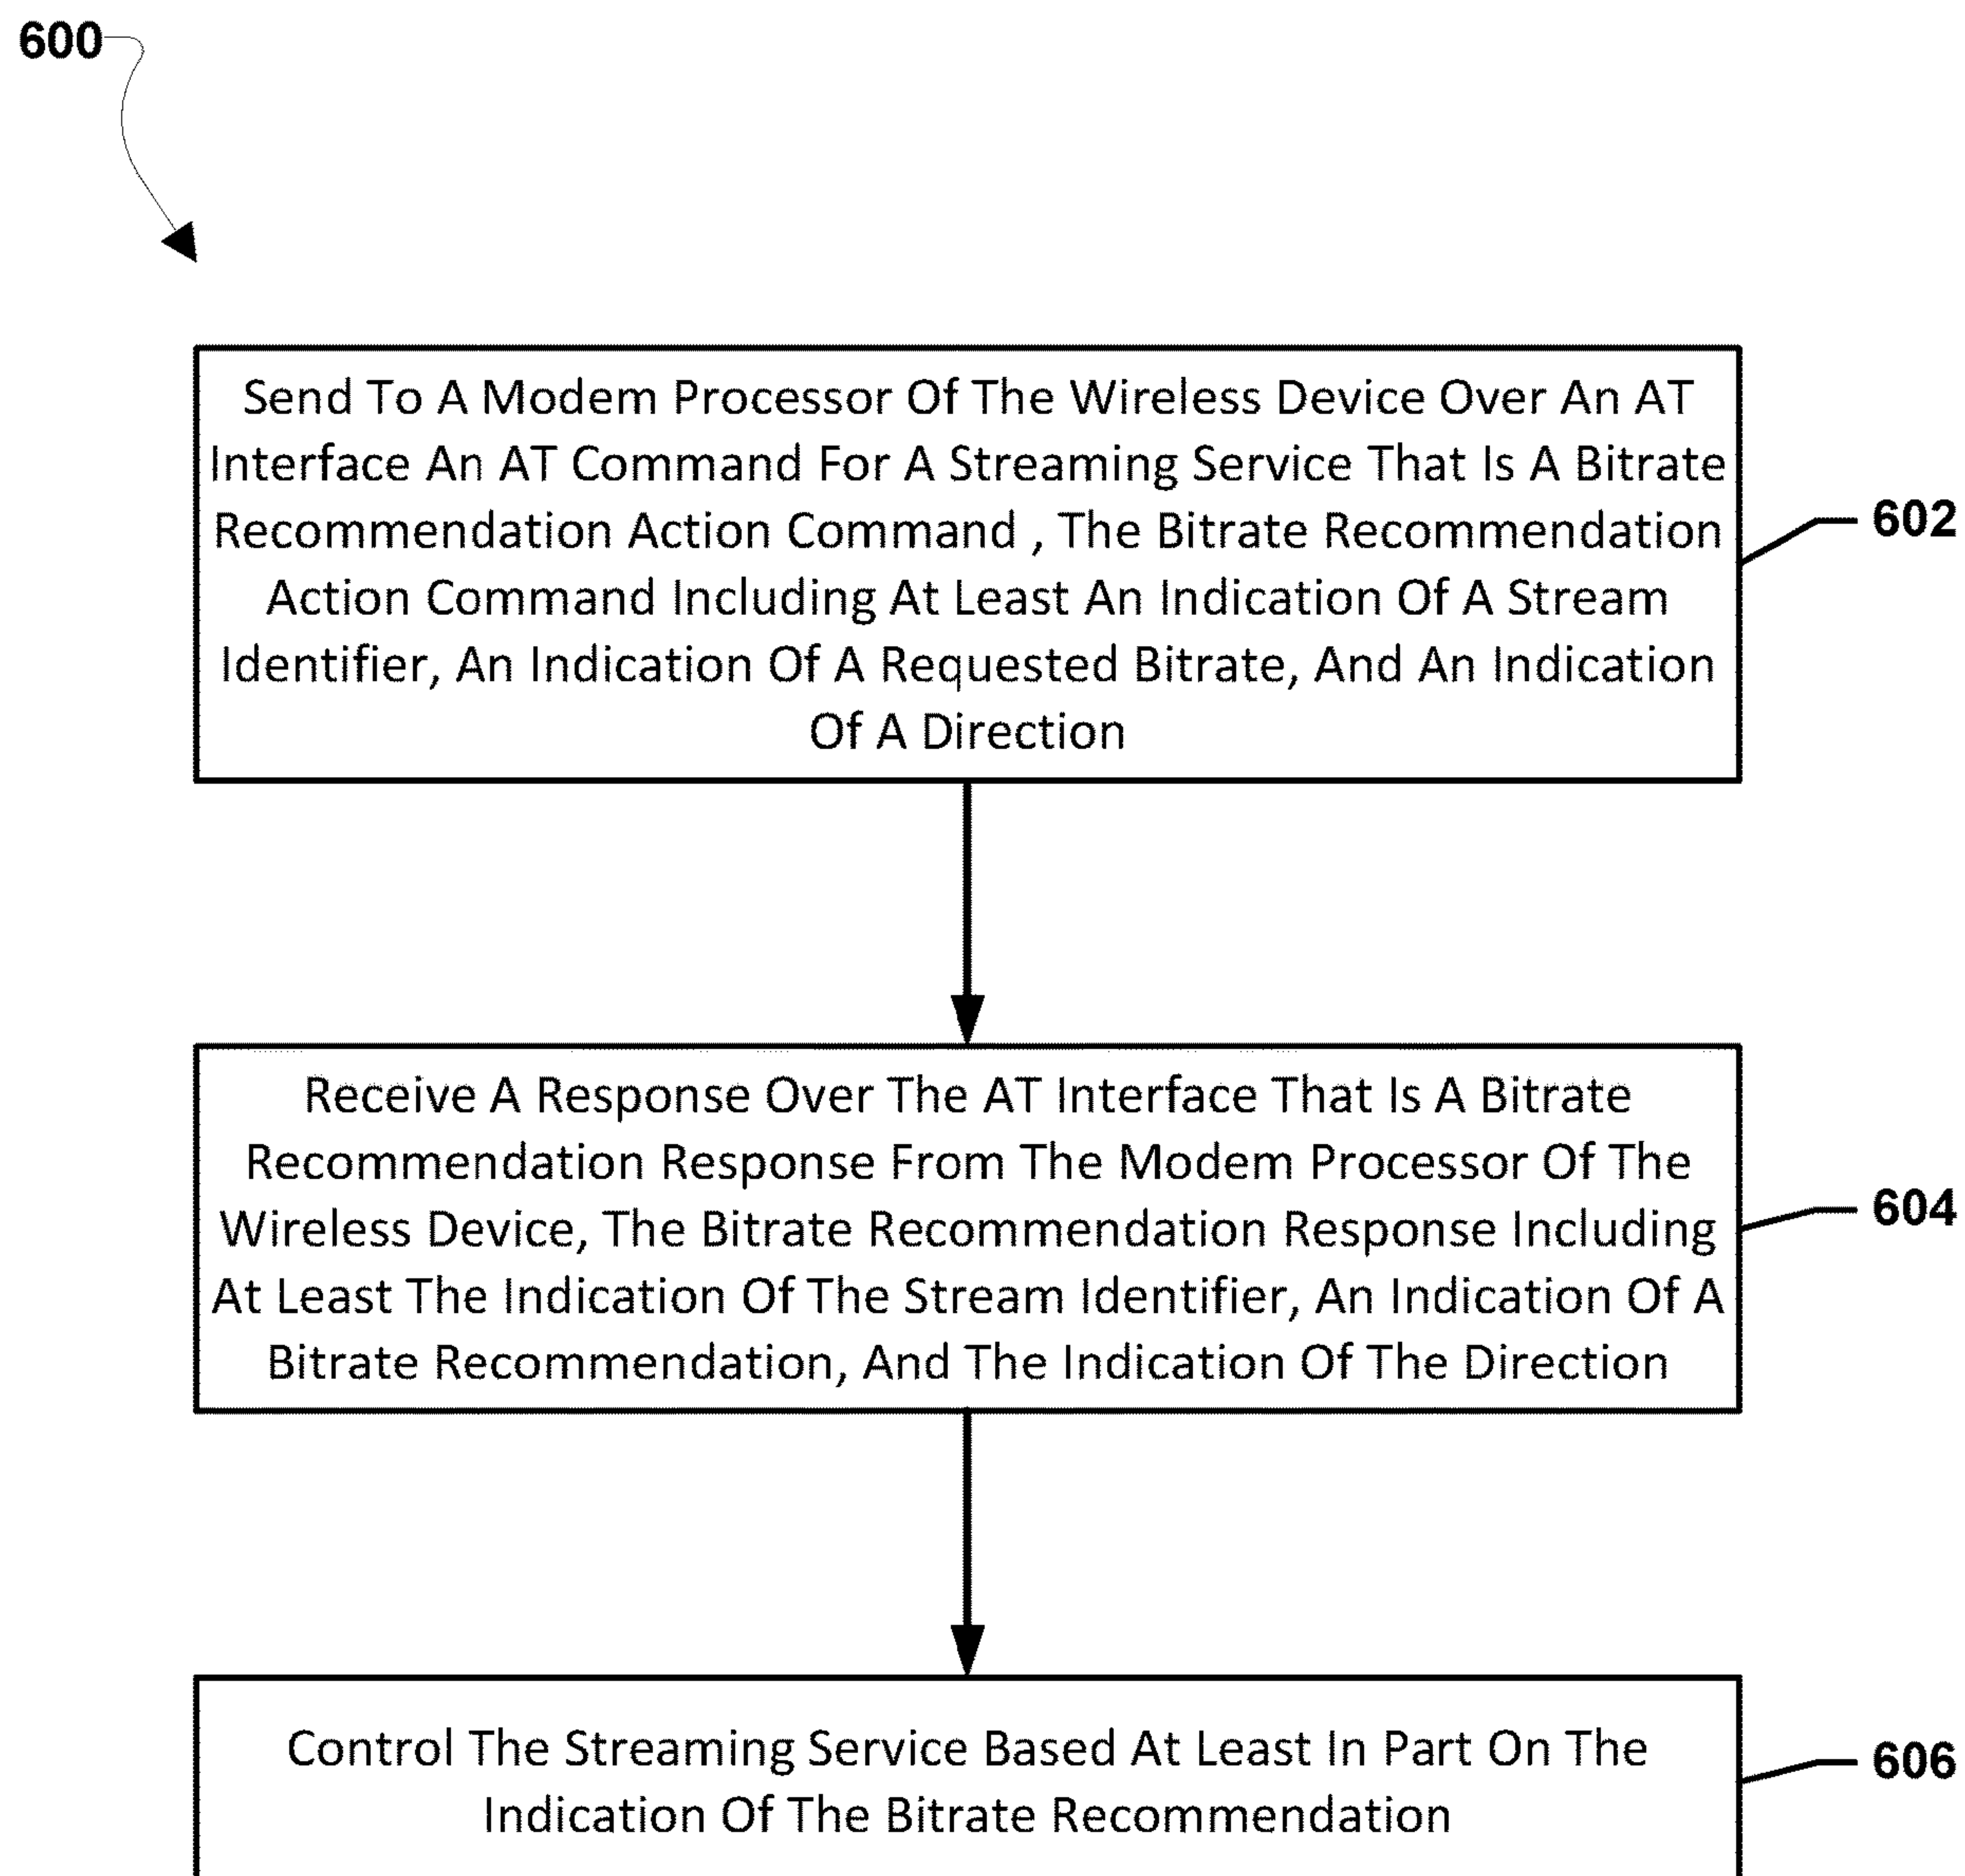 600
Send To A Modem Processor Of The Wireless Device Over An AT
Interface An AT Command For A Streaming Service That Is A Bitrate
Recommendation Action Command , The Bitrate Recommendation
Action Command Including At Least An Indication Of A Stream
Identifier, An Indication Of A Requested Bitrate, And An Indication
Of A Direction
602
Receive A Response Over The AT Interface That Is A Bitrate
Recommendation Response From The Modem Processor Of The
Wireless Device, The Bitrate Recommendation Response Including
At Least The Indication Of The Stream Identifier, An Indication Of A
Bitrate Recommendation, And The Indication Of The Direction
604
Control The Streaming Service Based At Least In Part On The
Indication Of The Bitrate Recommendation
606